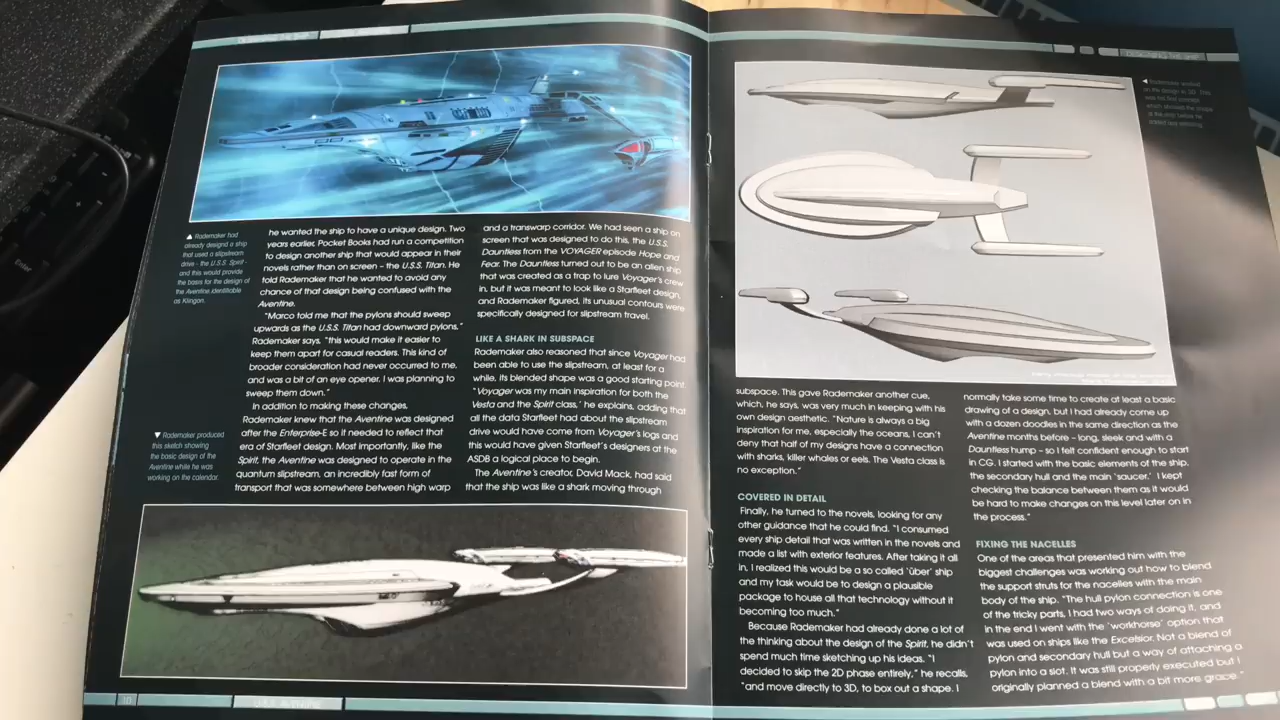 DESIGNING THE SHIP
▲ Rademaker had
already designed a ship
that used a slipstream
drive - the U.S.S. Spirit -
and this would provide
the basis for the design of
the Aventine identifiable
as Klingon.
he wanted the ship to have a unique design. Two
years earlier, Pocket Books had run a competition
to design another ship that would appear in their
novels rather than on screen – the U.S.S. Titan. He
told Rademaker that he wanted to avoid any
chance of that design being confused with the
Aventine.
"Marco told me that the pylons should sweep
upwards as the U.S.S. Titan had downward pylons,"
Rademaker says, "this would make it easier to
keep them apart for casual readers. This kind of
broader consideration had never occurred to me,
and was a bit of an eye opener. I was planning to
sweep them down."
In addition to making these changes,
Rademaker knew that the Aventine was designed
after the Enterprise-E so it needed to reflect that
era of Starfleet design. Most importantly, like the
Spirit, the Aventine was designed to operate in the
quantum slipstream, an incredibly fast form of
transport that was somewhere between high warp
▼ Rademaker produced
this sketch showing
the basic design of the
Aventine while he was
working on the calendar.
and a transwarp corridor. We had seen a ship on
screen that was designed to do this, the U.S.S.
Dauntless from the VOYAGER episode Hope and
Fear. The Dauntless turned out to be an alien ship
that was created as a trap to lure Voyager's crew
in, but it was meant to look like a Starfleet design,
and Rademaker figured, its unusual contours were
specifically designed for slipstream travel.
LIKE A SHARK IN SUBSPACE
Rademaker also reasoned that since Voyager had
been able to use the slipstream, at least for a
while, its blended shape was a good starting point.
"Voyager was my main inspiration for both the
Vesta and the Spirit class,' he explains, adding that
all the data Starfleet had about the slipstream
drive would have come from Voyager's logs and
this would have given Starfleet's designers at the
ASDB a logical place to begin.
The Aventine's creator, David Mack, had said
that the ship was like a shark moving through
10
U.S.S. AVENTINE
DESIGNING THE SHIP
◀ Rademaker worked
on the design in 3D. This
was his first concept
which showed the shape
of the ship before he
added any detailing.
subspace. This gave Rademaker another cue,
which, he says, was very much in keeping with his
own design aesthetic. "Nature is always a big
inspiration for me, especially the oceans, I can't
deny that half of my designs have a connection
with sharks, killer whales or eels. The Vesta class is
no exception."
COVERED IN DETAIL
Finally, he turned to the novels, looking for any
other guidance that he could find. "I consumed
every ship detail that was written in the novels and
made a list with exterior features. After taking it all
in, I realized this would be a so called 'über' ship
and my task would be to design a plausible
package to house all that technology without it
becoming too much."
Because Rademaker had already done a lot of
the thinking about the design of the Spirit, he didn't
spend much time sketching up his ideas. "I
decided to skip the 2D phase entirely," he recalls,
"and move directly to 3D, to box out a shape. I
normally take some time to create at least a basic
drawing of a design, but I had already come up
with a dozen doodles in the same direction as the
Aventine months before – long, sleek and with a
Dauntless hump – so I felt confident enough to start
in CG. I started with the basic elements of the ship,
the secondary hull and the main 'saucer.' I kept
checking the balance between them as it would
be hard to make changes on this level later on in
the process."
FIXING THE NACELLES
One of the areas that presented him with the
biggest challenges was working out how to blend
the support struts for the nacelles with the main
body of the ship. "The hull pylon connection is one
of the tricky parts, I had two ways of doing it, and
in the end I went with the 'workhorse' option that
was used on ships like the Excelsior. Not a blend of
pylon and secondary hull but a way of attaching a
pylon into a slot. It was still properly executed but I
originally planned a blend with a bit more grace."